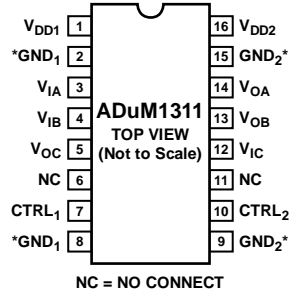 VDD1 1 16 VDD2
*GND1 2 15 GND2*
VIA 3 14 VOA
VIB 4 ADuM1311 13 VOB
TOP VIEW
VOC 5 (Not to Scale) 12 VIC
NC 6 11 NC
CTRL1 7 10 CTRL2
*GND1 8 9 GND2*
NC = NO CONNECT